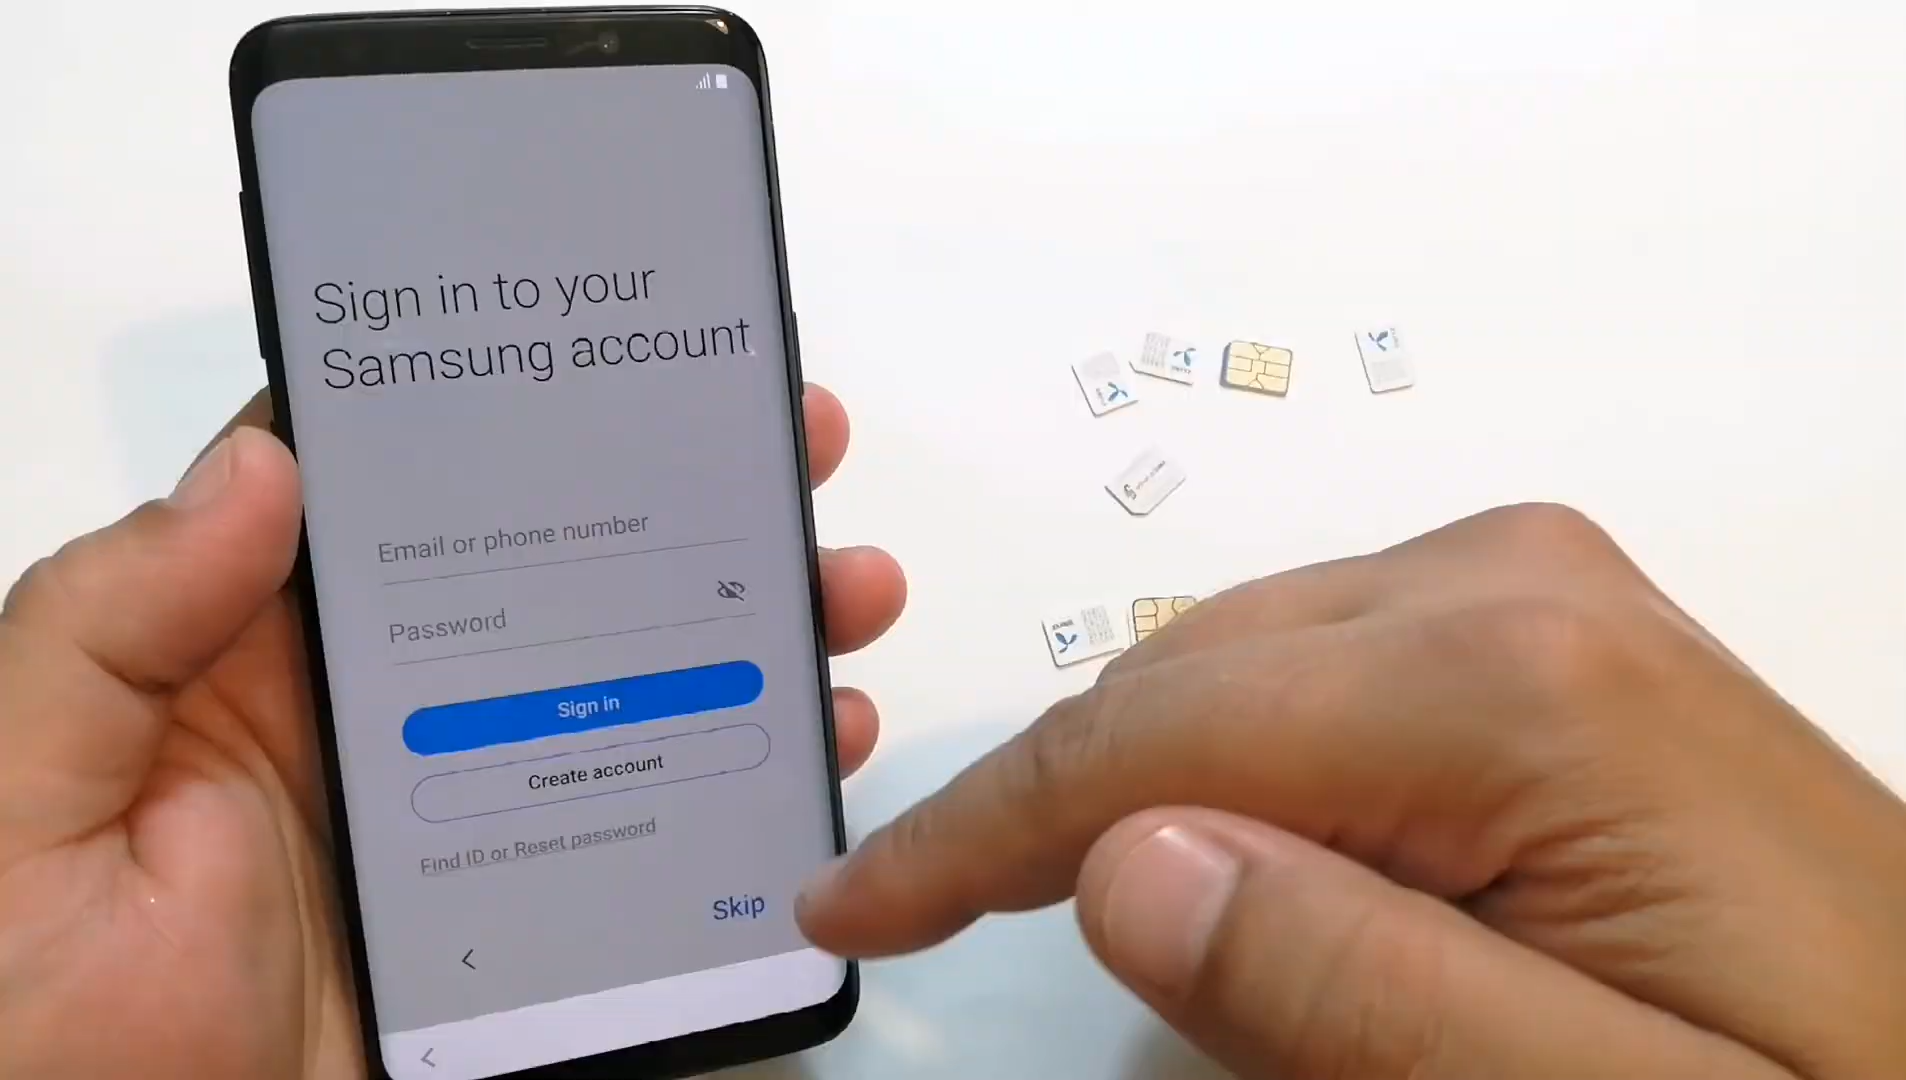 Sign in to your
Samsung account
Email or phone number
Password
Sign in
Create account
Find ID or Reset password
Skip